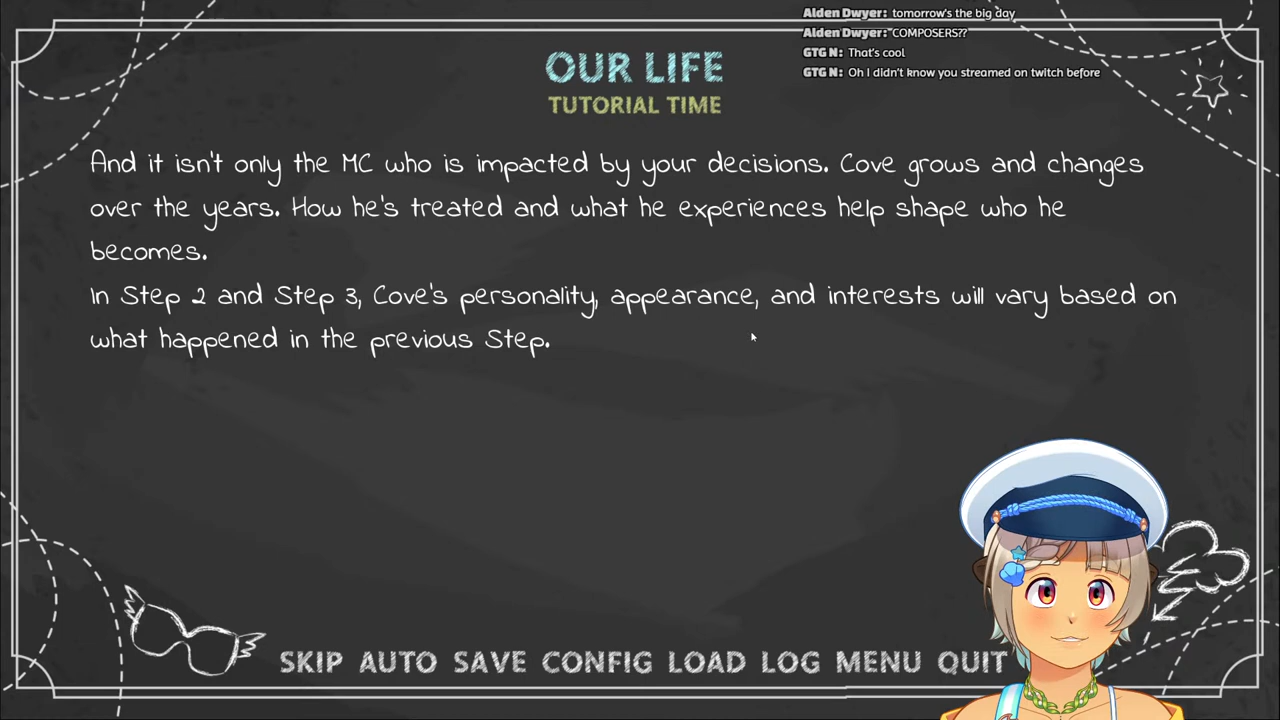 Alden Dwyer: tomorrow's the big day
Alden Dwyer: COMPOSERS??
GTG N: That's cool
GTG N: Oh I didn't know you streamed on twitch before
OUR LIFE
TUTORIAL TIME
And it isn't only the MC who is impacted by your decisions. Cove grows and changes
over the years. How he's treated and what he experiences help shape who he
becomes.
In Step 2 and Step 3, Cove's personality, appearance, and interests will vary based on
what happened in the previous Step.
SKIP AUTO SAVE CONFIG LOAD LOG MENU QUIT